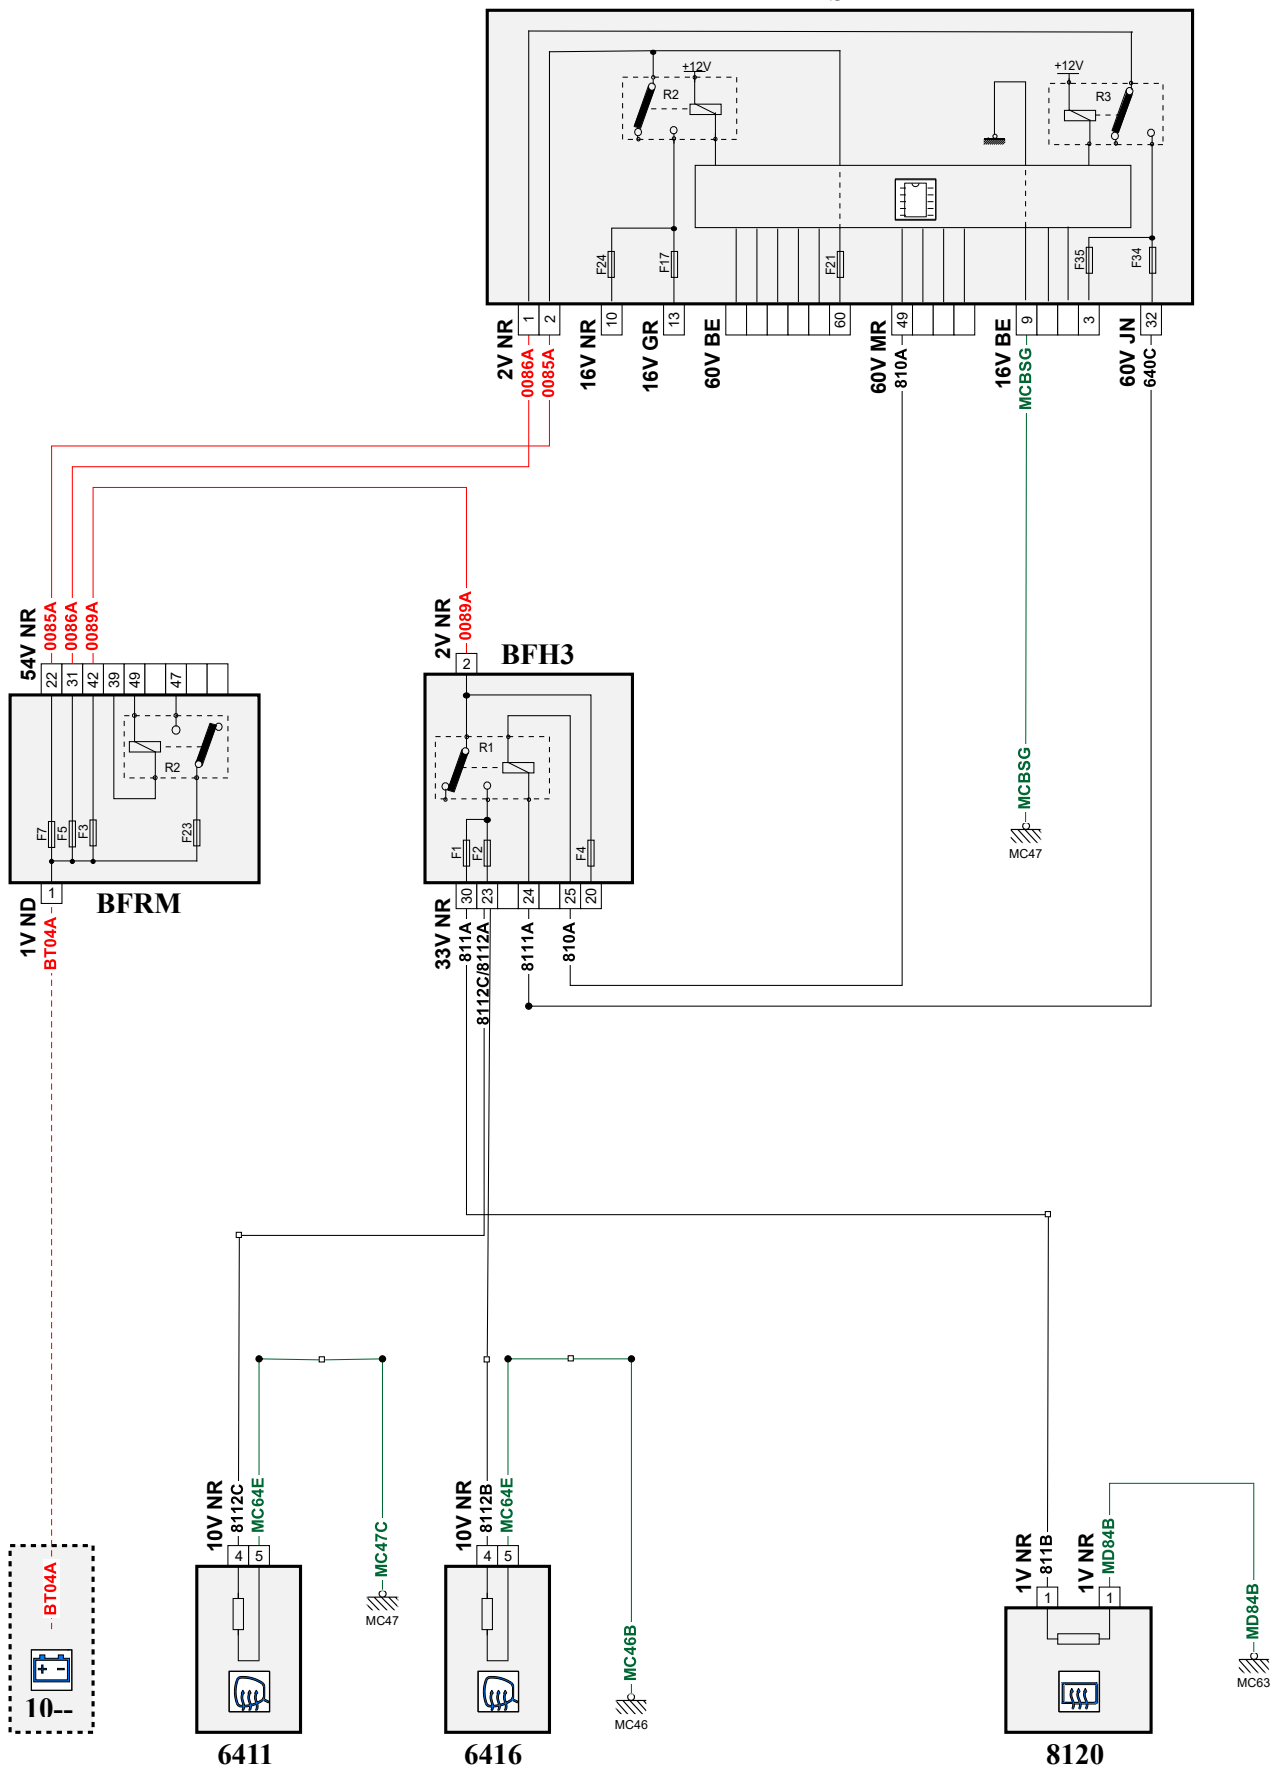 +12V
R2
+12V
R3
F24
F17
F21
F35
F34
1
2
10
13
60
49
9
3
32
2V NR
0086A
0085A
16V NR
16V GR
60V BE
60V MR
810A
16V BE
MCBSG
60V JN
640C
54V NR
0085A
0086A
0089A
22
31
42
39
49
47
R2
F7
F5
F3
F23
1
BFRM
1V ND
BT04A
2V NR
0089A
2
BFH3
R1
F1
F2
F4
30
23
24
25
20
33V NR
811A
8112C/8112A
8111A
810A
MCBSG
MC47
10V NR
8112C
MC64E
4
5
MC47C
MC47
6411
10V NR
8112B
MC64E
4
5
MC46B
MC46
6416
1V NR
811B
1V NR
MD84B
1
1
MD84B
MC63
8120
BT04A
+ -
10--